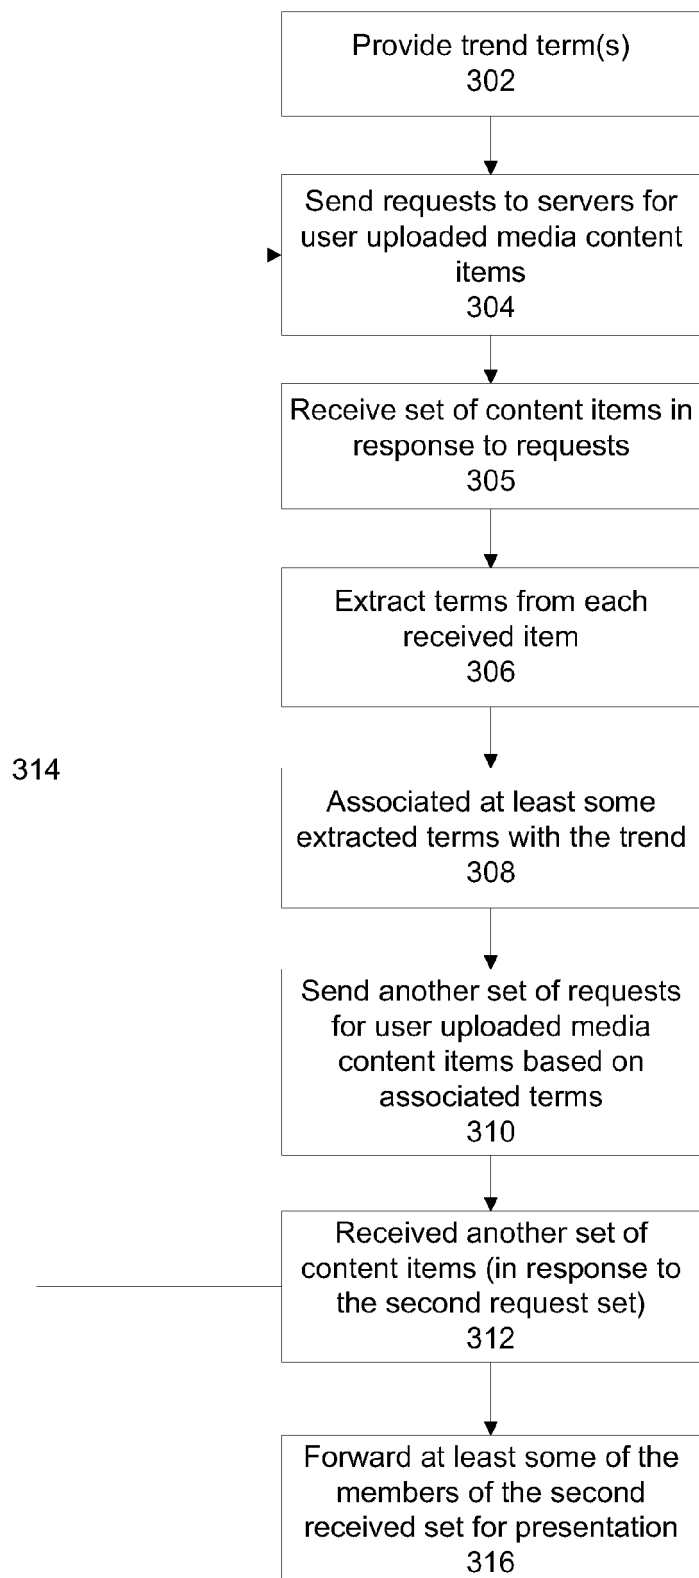 Provide trend term(s)
302
Send requests to servers for
user uploaded media content
items
304
Receive set of content items in
response to requests
305
Extract terms from each
received item
306
314
Associated at least some
extracted terms with the trend
308
Send another set of requests
for user uploaded media
content items based on
associated terms
310
Received another set of
content items (in response to
the second request set)
312
Forward at least some of the
members of the second
received set for presentation
316